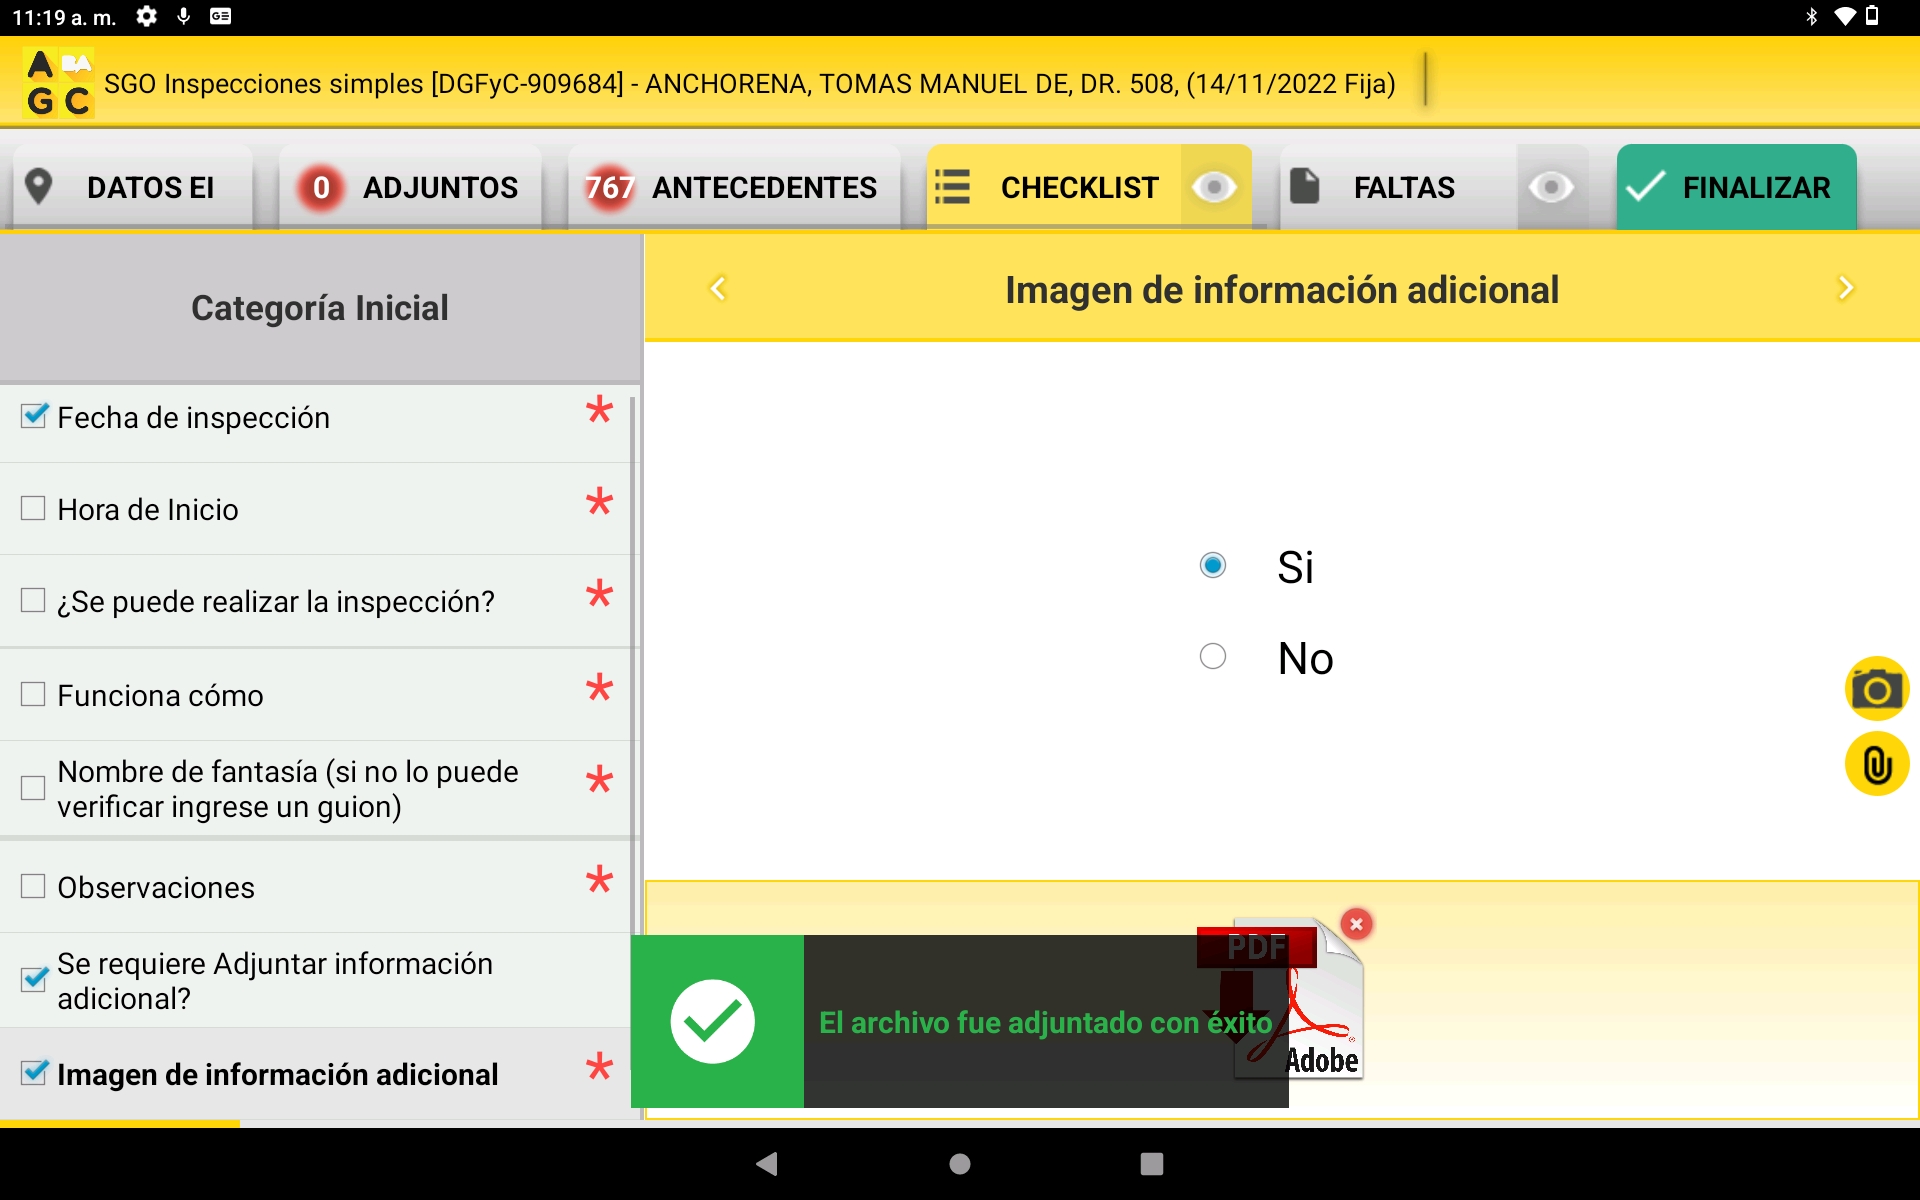 11:19 a. m.
A BA
G C
SGO Inspecciones simples [DGFyC-909684] - ANCHORENA, TOMAS MANUEL DE, DR. 508, (14/11/2022 Fija)
DATOS EI
0 ADJUNTOS
767 ANTECEDENTES
CHECKLIST
FALTAS
FINALIZAR
Categoría Inicial
Fecha de inspección *
Hora de Inicio *
¿Se puede realizar la inspección? *
Funciona cómo *
Nombre de fantasía (si no lo puede
verificar ingrese un guion) *
Observaciones *
Se requiere Adjuntar información
adicional?
Imagen de información adicional *
Imagen de información adicional
Si
No
PDF
Adobe
El archivo fue adjuntado con éxito